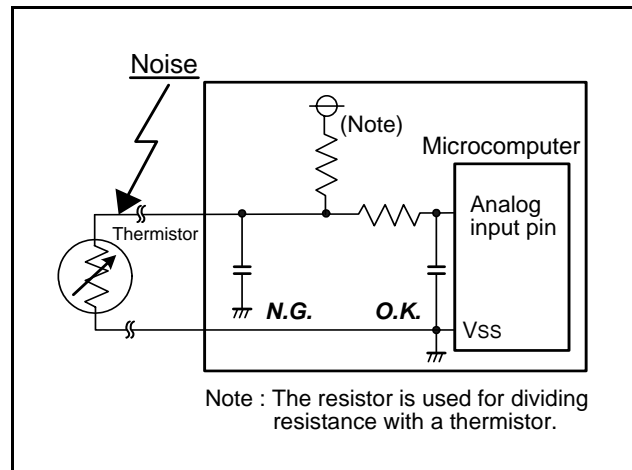 Noise
(Note)
Microcomputer
Analog
input pin
Thermistor
N.G.
O.K.
Vss
Note : The resistor is used for dividing
resistance with a thermistor.